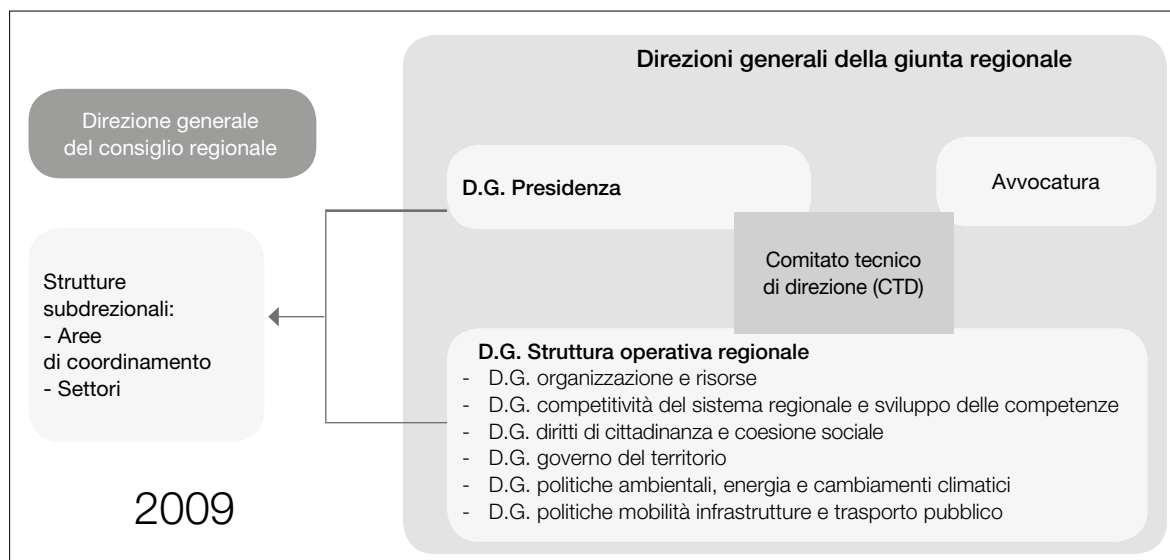 Direzioni generali della giunta regionale
Direzione generale
del consiglio regionale
D.G. Presidenza
Avvocatura
Comitato tecnico
di direzione (CTD)
Strutture
subdrezionali:
- Aree
di coordinamento
- Settori
D.G. Struttura operativa regionale
- D.G. organizzazione e risorse
- D.G. competitività del sistema regionale e sviluppo delle competenze
- D.G. diritti di cittadinanza e coesione sociale
- D.G. governo del territorio
- D.G. politiche ambientali, energia e cambiamenti climatici
- D.G. politiche mobilità infrastrutture e trasporto pubblico
2009